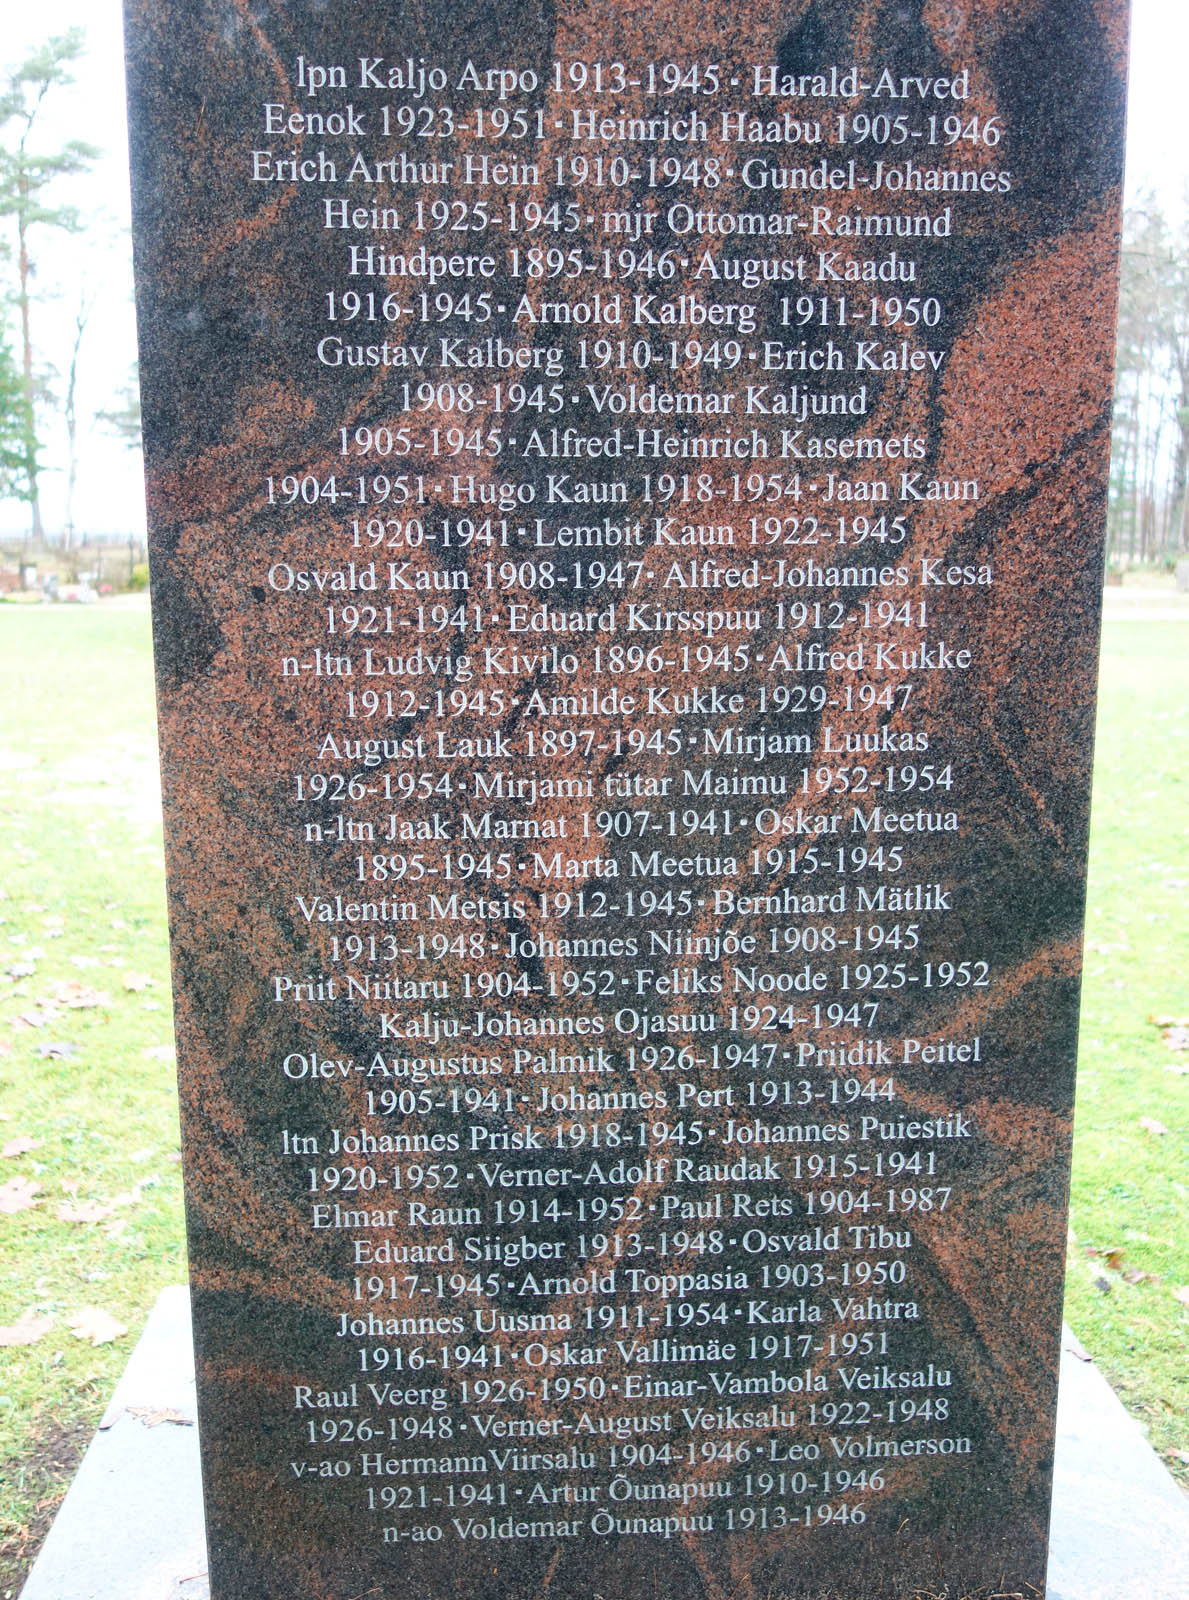 lpn Kaljo Arpo 1913-1945 · Harald-Arved
Eenok 1923-1951 · Heinrich Haabu 1905-1946
Erich Arthur Hein 1910-1948 · Gundel-Johannes
Hein 1925-1945 · mjr Ottomar-Raimund
Hindpere 1895-1946 · August Kaadu
1916-1945 · Arnold Kalberg 1911-1950
Gustav Kalberg 1910-1949 · Erich Kalev
1908-1945 · Voldemar Kaljund
1905-1945 · Alfred-Heinrich Kasemets
1904-1951 · Hugo Kaun 1918-1954 · Jaan Kaun
1920-1941 · Lembit Kaun 1922-1945
Osvald Kaun 1908-1947 · Alfred-Johannes Kesa
1921-1941 · Eduard Kirsspuu 1912-1941
n-ltn Ludvig Kivilo 1896-1945 · Alfred Kukke
1912-1945 · Amilde Kukke 1929-1947
August Lauk 1897-1945 · Mirjam Luukas
1926-1954 · Mirjami tütar Maimu 1952-1954
n-ltn Jaak Marnat 1907-1941 · Oskar Meetua
1895-1945 · Marta Meetua 1915-1945
Valentin Metsis 1912-1945 · Bernhard Mätlik
1913-1948 · Johannes Niinjõe 1908-1945
Priit Niitaru 1904-1952 · Feliks Noode 1925-1952
Kalju-Johannes Ojasuu 1924-1947
Olev-Augustus Palmik 1926-1947 · Priidik Peitel
1905-1941 · Johannes Pert 1913-1944
ltn Johannes Prisk 1918-1945 · Johannes Puiestik
1920-1952 · Verner-Adolf Raudak 1915-1941
Elmar Raun 1914-1952 · Paul Rets 1904-1987
Eduard Siigber 1913-1948 · Osvald Tibu
1917-1945 · Arnold Toppasia 1903-1950
Johannes Uusma 1911-1954 · Karla Vahtra
1916-1941 · Oskar Vallimäe 1917-1951
Raul Veerg 1926-1950 · Einar-Vambola Veiksalu
1926-1948 · Verner-August Veiksalu 1922-1948
v-ao Hermann Viirsalu 1904-1946 · Leo Volmerson
1921-1941 · Artur Õunapuu 1910-1946
n-ao Voldemar Õunapuu 1913-1946